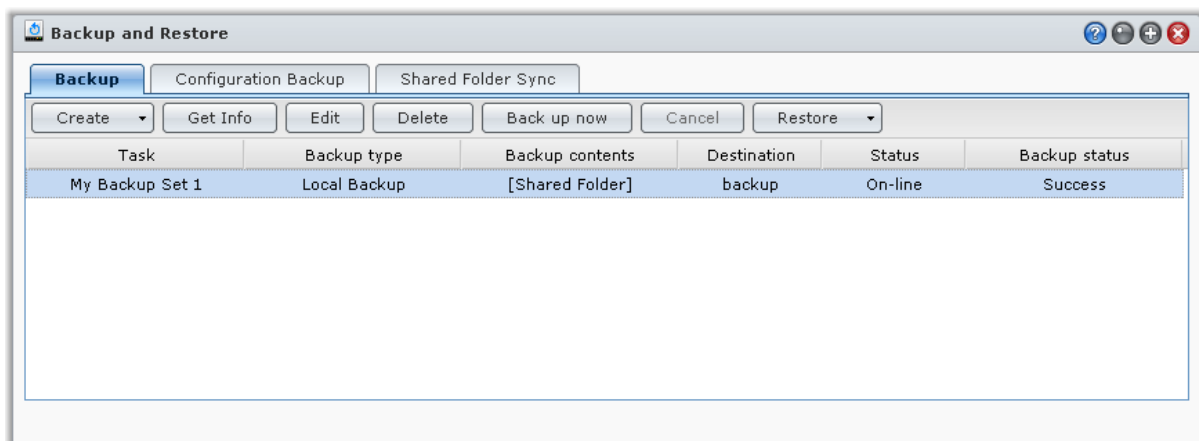 Backup and Restore
Backup Configuration Backup Shared Folder Sync
Create Get Info Edit Delete Back up now Cancel Restore
Task Backup type Backup contents Destination Status Backup status
My Backup Set 1 Local Backup [Shared Folder] backup On-line Success